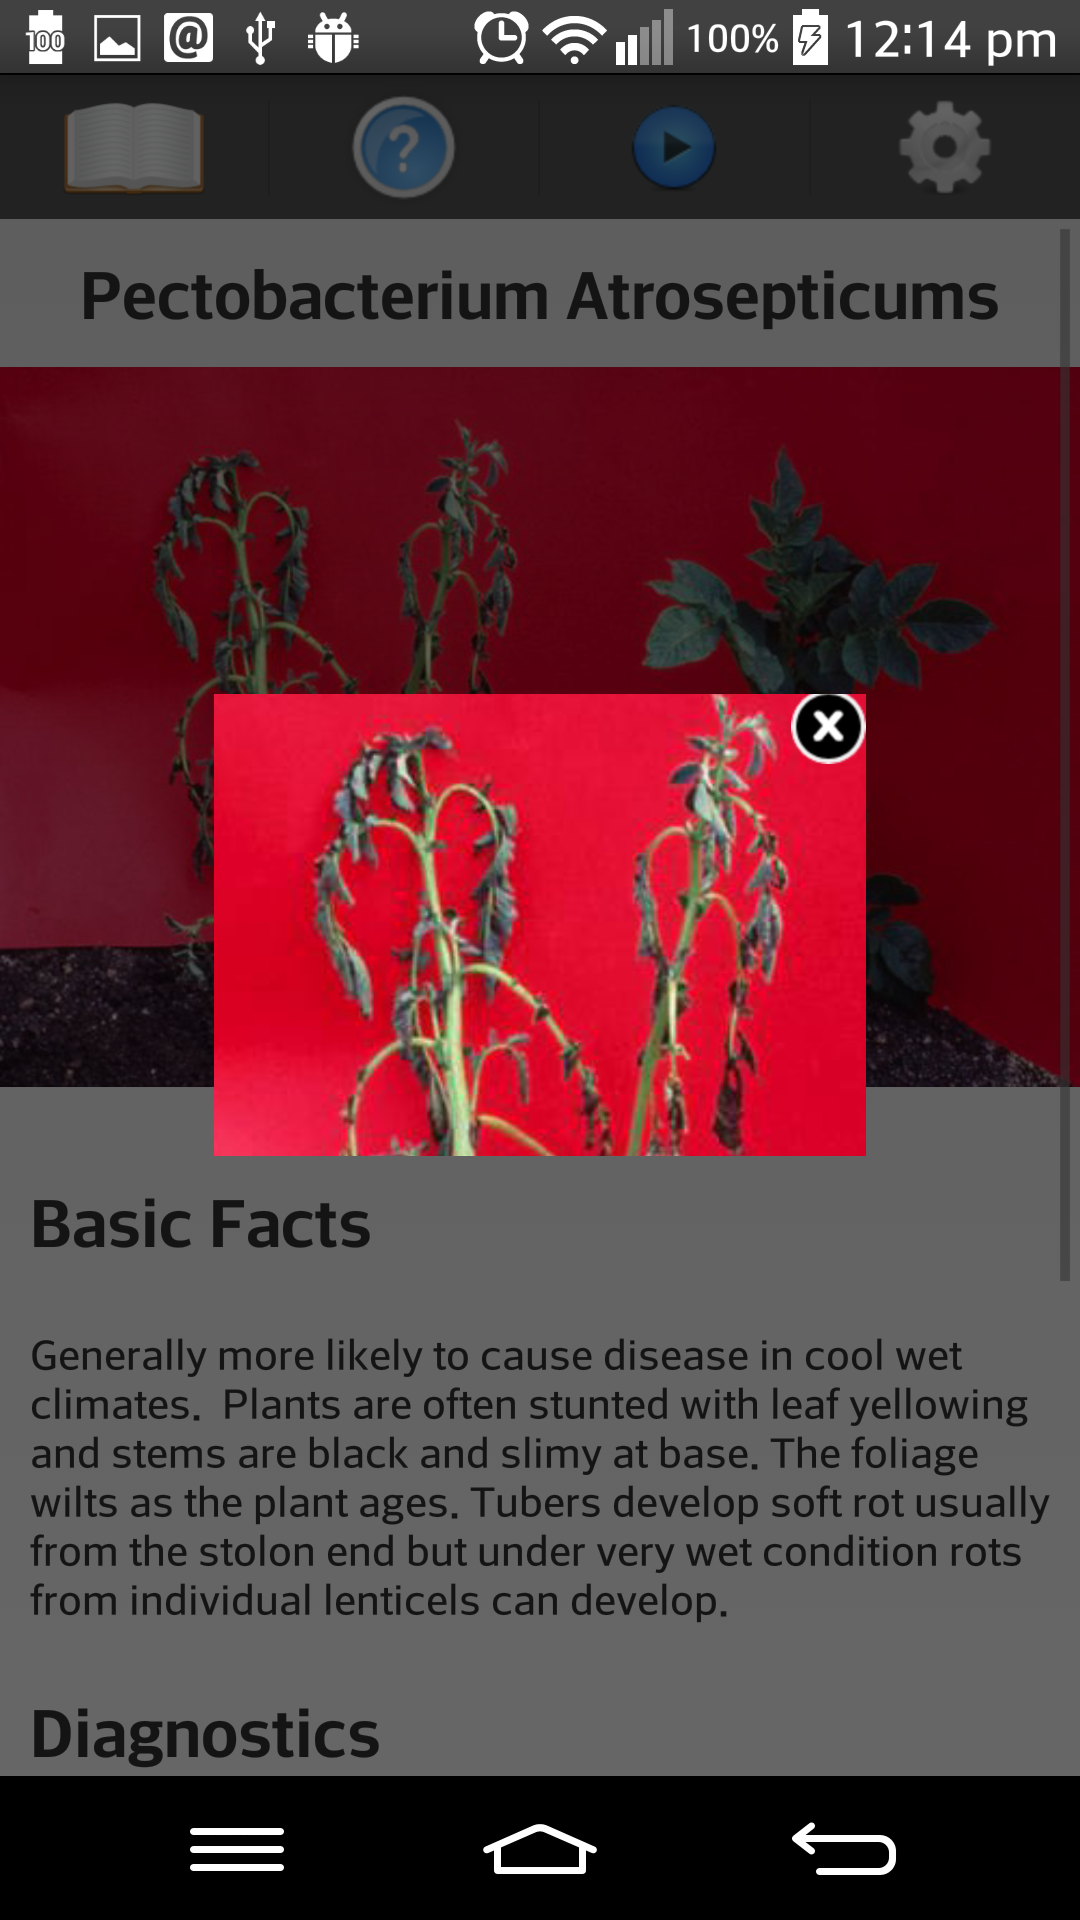 100
@
100%
12:14 pm
?
Pectobacterium Atrosepticums
Basic Facts
Generally more likely to cause disease in cool wet
climates.  Plants are often stunted with leaf yellowing
and stems are black and slimy at base. The foliage
wilts as the plant ages. Tubers develop soft rot usually
from the stolon end but under very wet condition rots
from individual lenticels can develop.
Diagnostics